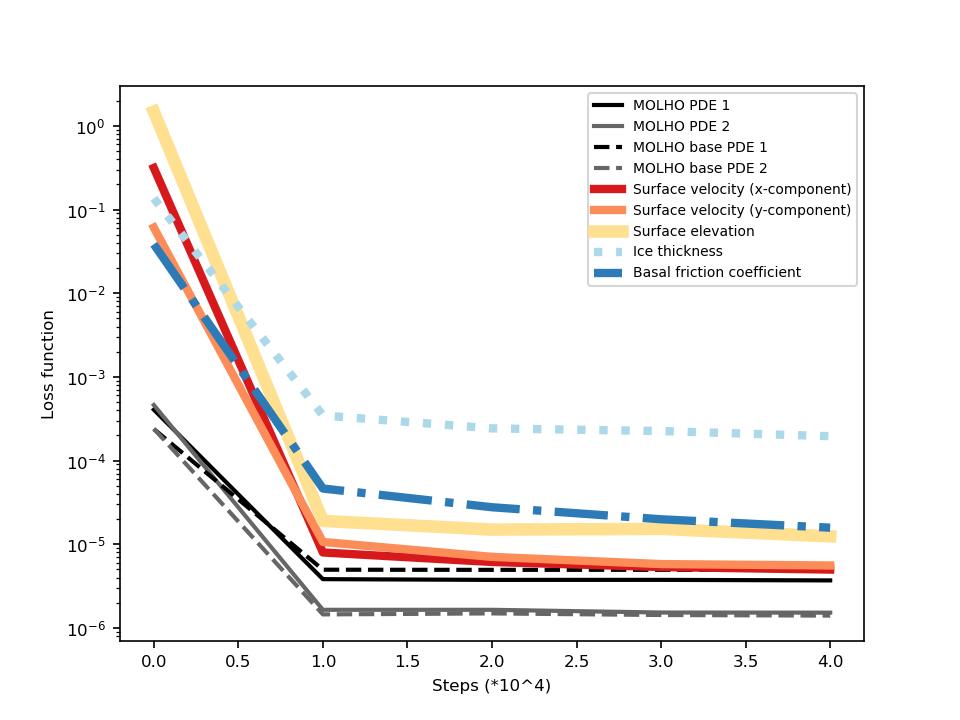 MOLHO PDE 1
MOLHO PDE 2
MOLHO base PDE 1
MOLHO base PDE 2
Surface velocity (x-component)
Surface velocity (y-component)
Surface elevation
Ice thickness
Basal friction coefficient
Loss function
10⁰
10⁻¹
10⁻²
10⁻³
10⁻⁴
10⁻⁵
10⁻⁶
0.0 0.5 1.0 1.5 2.0 2.5 3.0 3.5 4.0
Steps (*10^4)